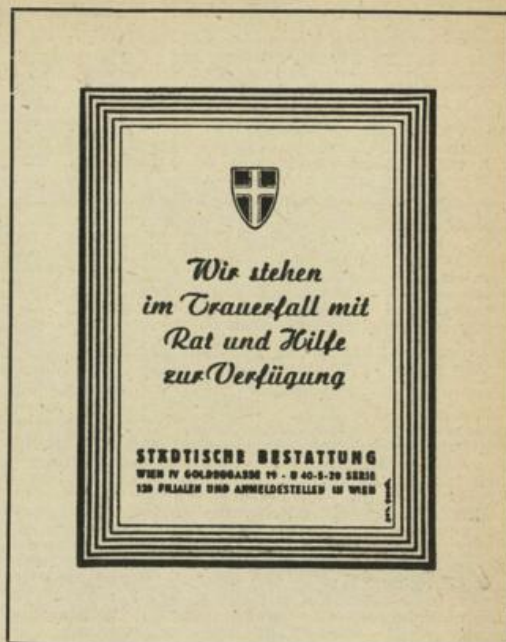 Wir stehen
im Trauerfall mit
Rat und Hilfe
zur Verfügung
STÄDTISCHE BESTATTUNG
WIEN IV GOLDEGGASSE 19 - U 40-5-20 SERIE
120 FILIALEN UND ANMELDESTELLEN IN WIEN